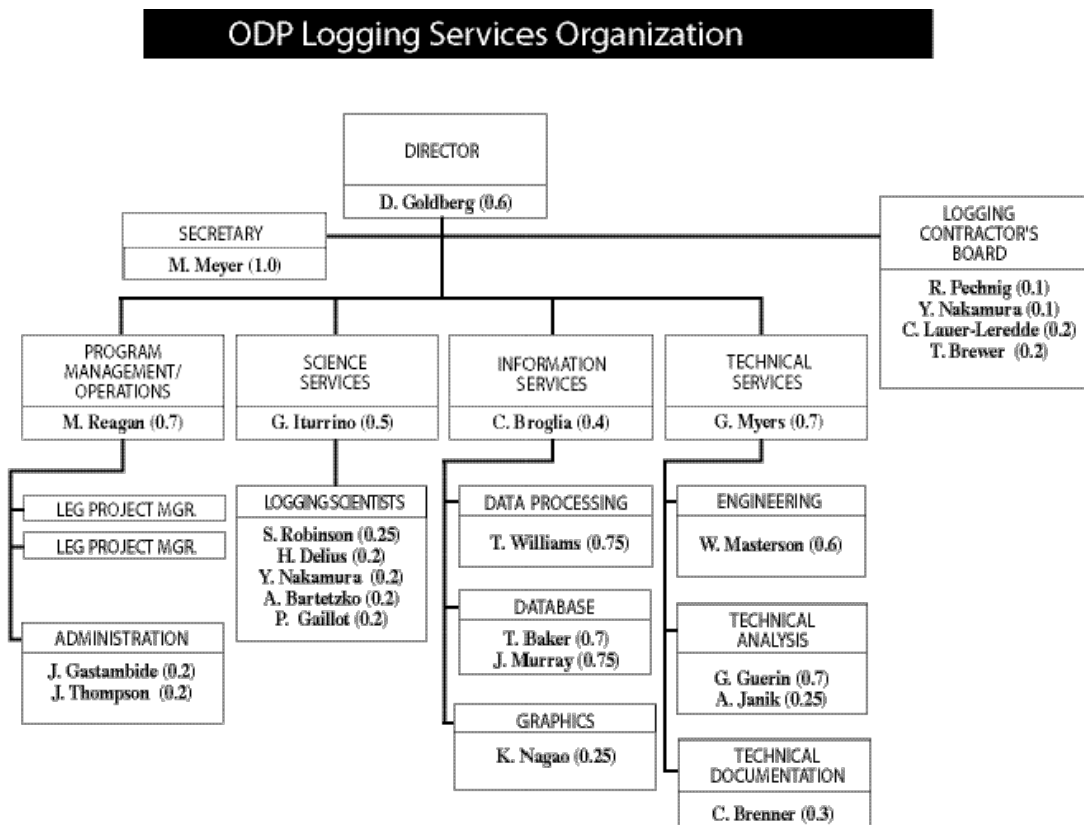 ODP Logging Services Organization
DIRECTOR
D. Goldberg (0.6)
SECRETARY
M. Meyer (1.0)
LOGGING
CONTRACTOR'S
BOARD
R. Pechnig (0.1)
Y. Nakamura (0.1)
C. Lauer-Leredde (0.2)
T. Brewer (0.2)
PROGRAM
MANAGEMENT/
OPERATIONS
M. Reagan (0.7)
SCIENCE
SERVICES
G. Iturrino (0.5)
INFORMATION
SERVICES
C. Broglia (0.4)
TECHNICAL
SERVICES
G. Myers (0.7)
LEG PROJECT MGR.
LEG PROJECT MGR.
ADMINISTRATION
J. Gastambide (0.2)
J. Thompson (0.2)
LOGGING SCIENTISTS
S. Robinson (0.25)
H. Delius (0.2)
Y. Nakamura (0.2)
A. Bartetzko (0.2)
P. Gaillot (0.2)
DATA PROCESSING
T. Williams (0.75)
DATABASE
T. Baker (0.7)
J. Murray (0.75)
GRAPHICS
K. Nagao (0.25)
ENGINEERING
W. Masterson (0.6)
TECHNICAL
ANALYSIS
G. Guerin (0.7)
A. Janik (0.25)
TECHNICAL
DOCUMENTATION
C. Brenner (0.3)